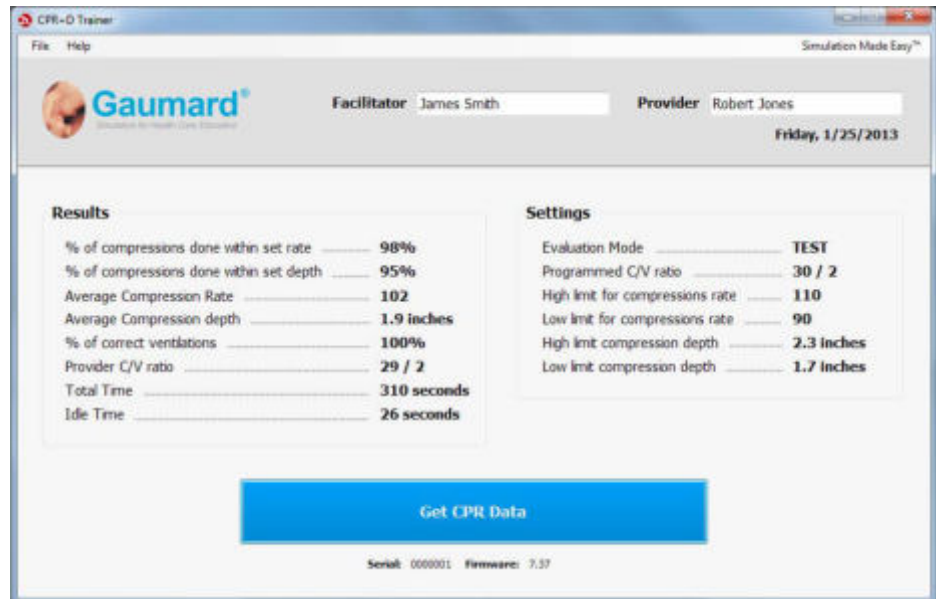 CPR-D Trainer
File Help
Simulation Made Easy™
Gaumard®
Facilitator James Smith
Provider Robert Jones
Friday, 1/25/2013
Results
% of compressions done within set rate 98%
% of compressions done within set depth 95%
Average Compression Rate 102
Average Compression depth 1.9 inches
% of correct ventilations 100%
Provider C/V ratio 29 / 2
Total Time 310 seconds
Idle Time 26 seconds
Settings
Evaluation Mode TEST
Programmed C/V ratio 30 / 2
High limit for compressions rate 110
Low limit for compressions rate 90
High limit compression depth 2.3 inches
Low limit compression depth 1.7 inches
Get CPR Data
Serial: 0000001 Firmware: 7.37